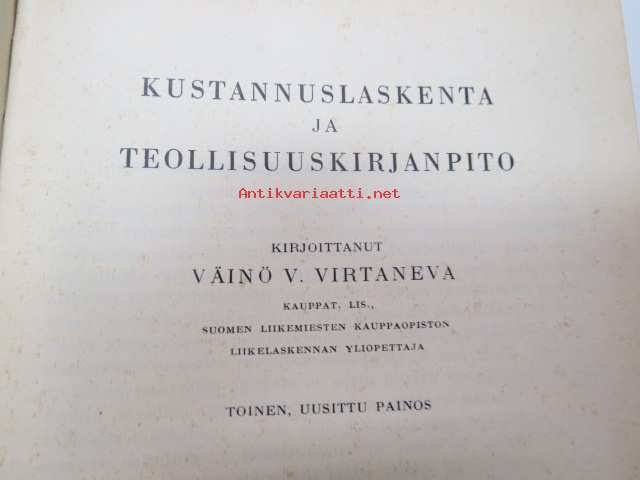 KUSTANNUSLASKENTA
JA
TEOLLISUUSKIRJANPITO
Antikvariaatti.net
KIRJOITTANUT
VÄINÖ V. VIRTANEVA
KAUPPAT. LIS.,
SUOMEN LIIKEMIESTEN KAUPPAOPISTON
LIIKELASKENNAN YLIOPETTAJA
TOINEN, UUSITTU PAINOS